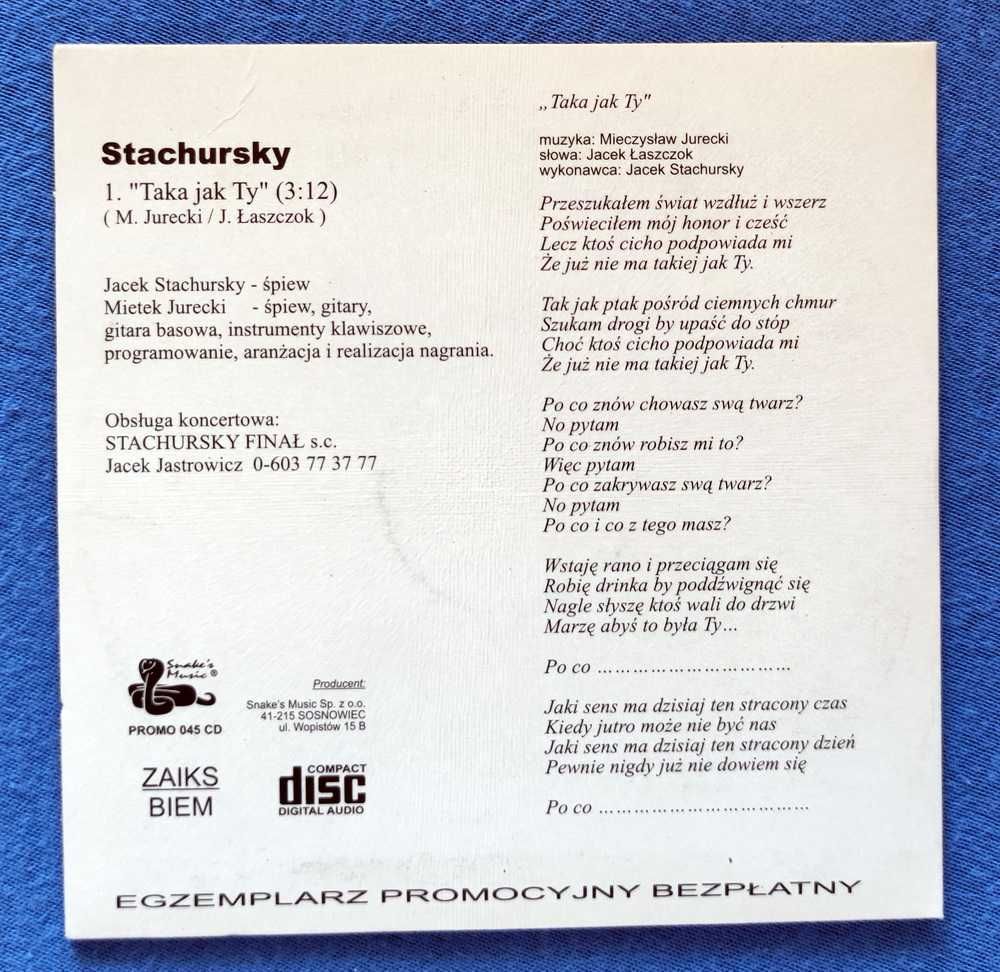 Stachursky
1. "Taka jak Ty" (3:12)
( M. Jurecki / J. Łaszczok )
Jacek Stachursky - śpiew
Mietek Jurecki - śpiew, gitary,
gitara basowa, instrumenty klawiszowe,
programowanie, aranżacja i realizacja nagrania.
Obsługa koncertowa:
STACHURSKY FINAŁ s.c.
Jacek Jastrowicz 0-603 77 37 77
Snake's
Music ®
PROMO 045 CD
Producent:
Snake's Music Sp. z o.o.
41-215 SOSNOWIEC
ul. Wopistów 15 B
ZAIKS
BIEM
COMPACT
disc
DIGITAL AUDIO
,,Taka jak Ty"
muzyka: Mieczysław Jurecki
słowa: Jacek Łaszczok
wykonawca: Jacek Stachursky
Przeszukałem świat wzdłuż i wszerz
Poświeciłem mój honor i cześć
Lecz ktoś cicho podpowiada mi
Że już nie ma takiej jak Ty.
Tak jak ptak pośród ciemnych chmur
Szukam drogi by upaść do stóp
Choć ktoś cicho podpowiada mi
Że już nie ma takiej jak Ty.
Po co znów chowasz swą twarz?
No pytam
Po co znów robisz mi to?
Więc pytam
Po co zakrywasz swą twarz?
No pytam
Po co i co z tego masz?
Wstaję rano i przeciągam się
Robię drinka by poddźwignąć się
Nagle słyszę ktoś wali do drzwi
Marzę abyś to była Ty...
Po co ....................................
Jaki sens ma dzisiaj ten stracony czas
Kiedy jutro może nie być nas
Jaki sens ma dzisiaj ten stracony dzień
Pewnie nigdy już nie dowiem się
Po co .......................................
EGZEMPLARZ PROMOCYJNY BEZPŁATNY